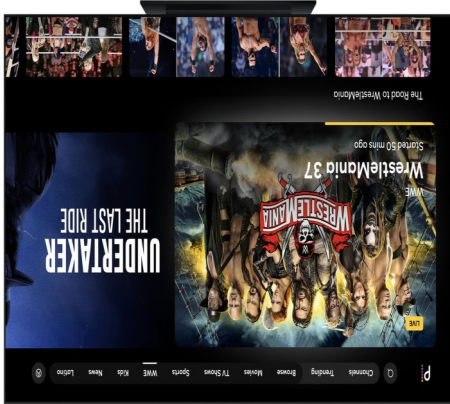 Channels Trending Browse Movies TV Shows Sports WWE Kids News Latino
LIVE
WWE
WrestleMania 37
Started 50 mins ago
WRESTLEMANIA
UNDERTAKER
THE LAST RIDE
The Road to WrestleMania